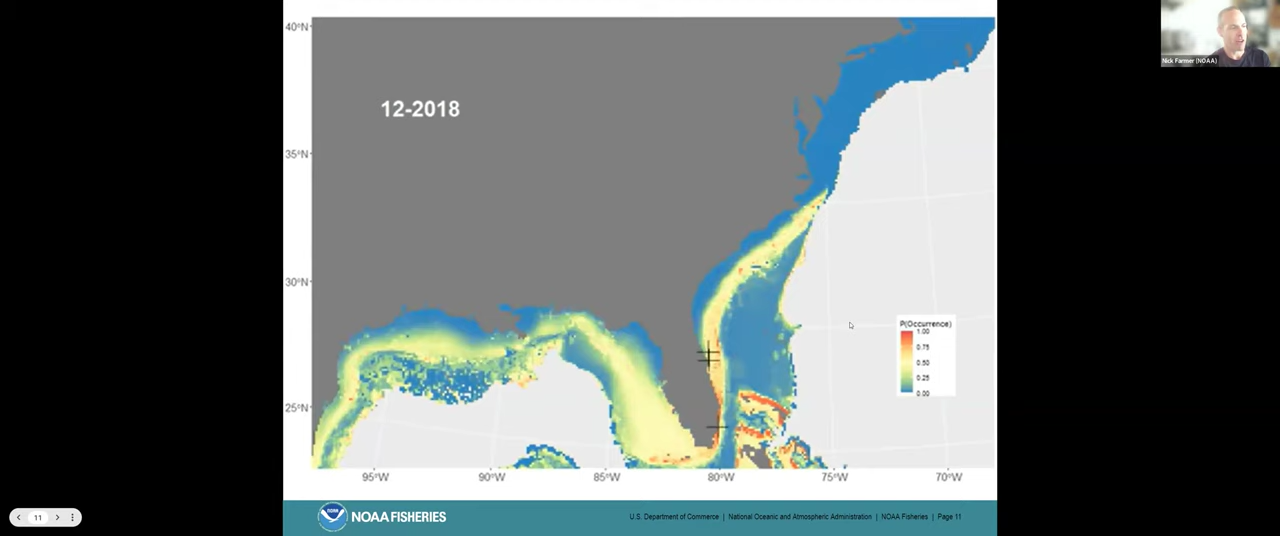 Nick Farmer (NOAA)
40°N
35°N
30°N
25°N
12-2018
P(Occurrence)
1.00
0.75
0.50
0.25
0.00
95°W
90°W
85°W
80°W
75°W
70°W
11
NOAA FISHERIES
U.S. Department of Commerce | National Oceanic and Atmospheric Administration | NOAA Fisheries | Page 11